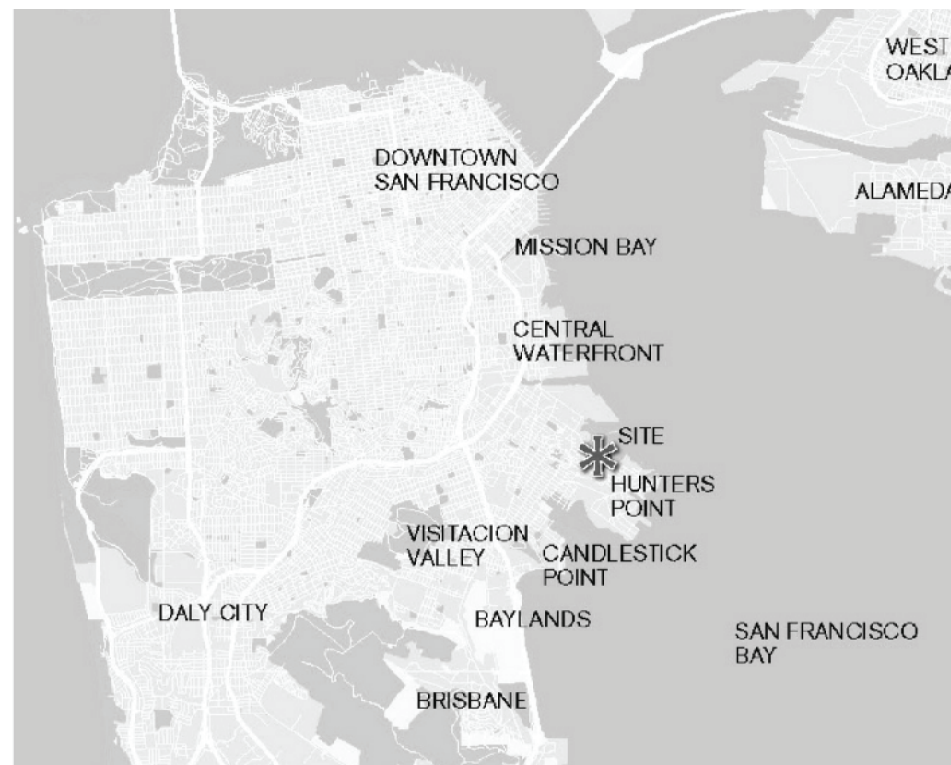 WEST
DOWNTOWN
SAN FRANCISCO
ALAMEDA
MISSION BAY
CENTRAL
WATERFRONT
SITE
HUNTERS
POINT
VISITACION
VALLEY
CANDLESTICK
POINT
DALY CITY
BAYLANDS
SAN FRANCISCO
BAY
BRISBANE